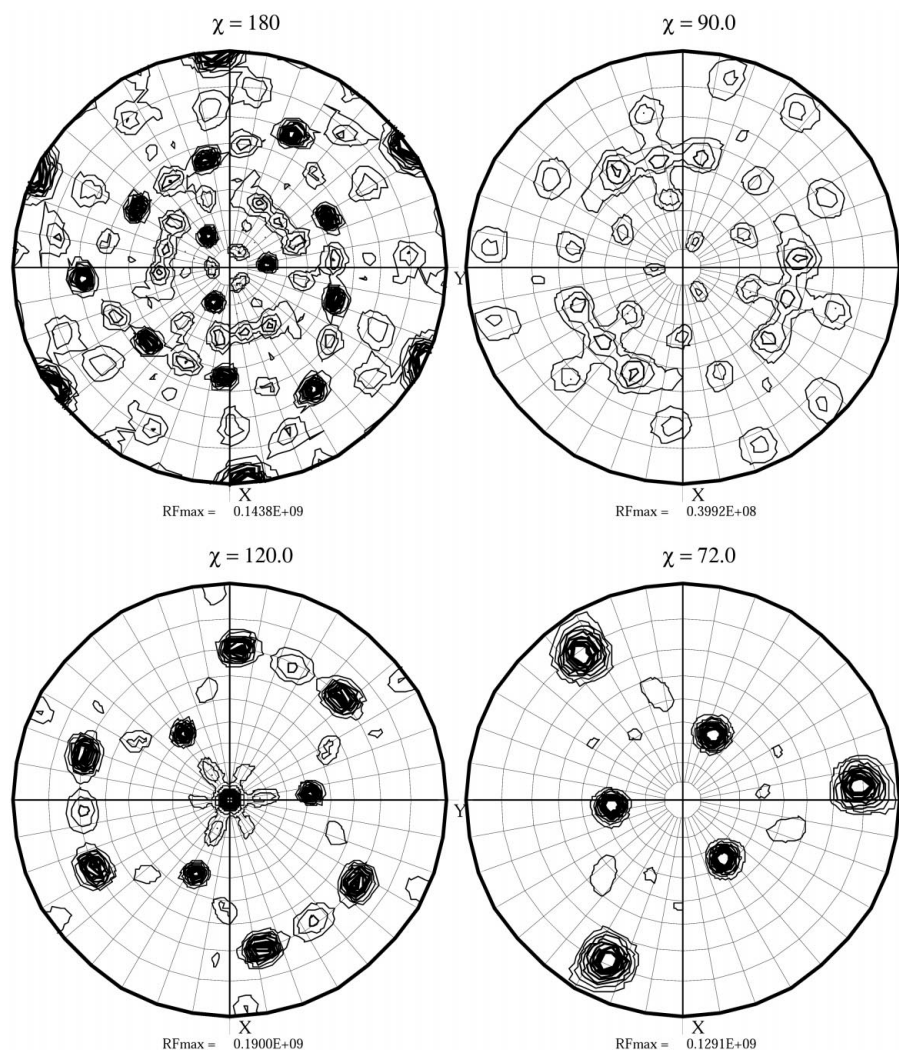 χ = 180
χ = 90.0
Y
X
X
RFmax = 0.1438E+09
RFmax = 0.3992E+08
χ = 120.0
χ = 72.0
Y
X
X
RFmax = 0.1900E+09
RFmax = 0.1291E+09